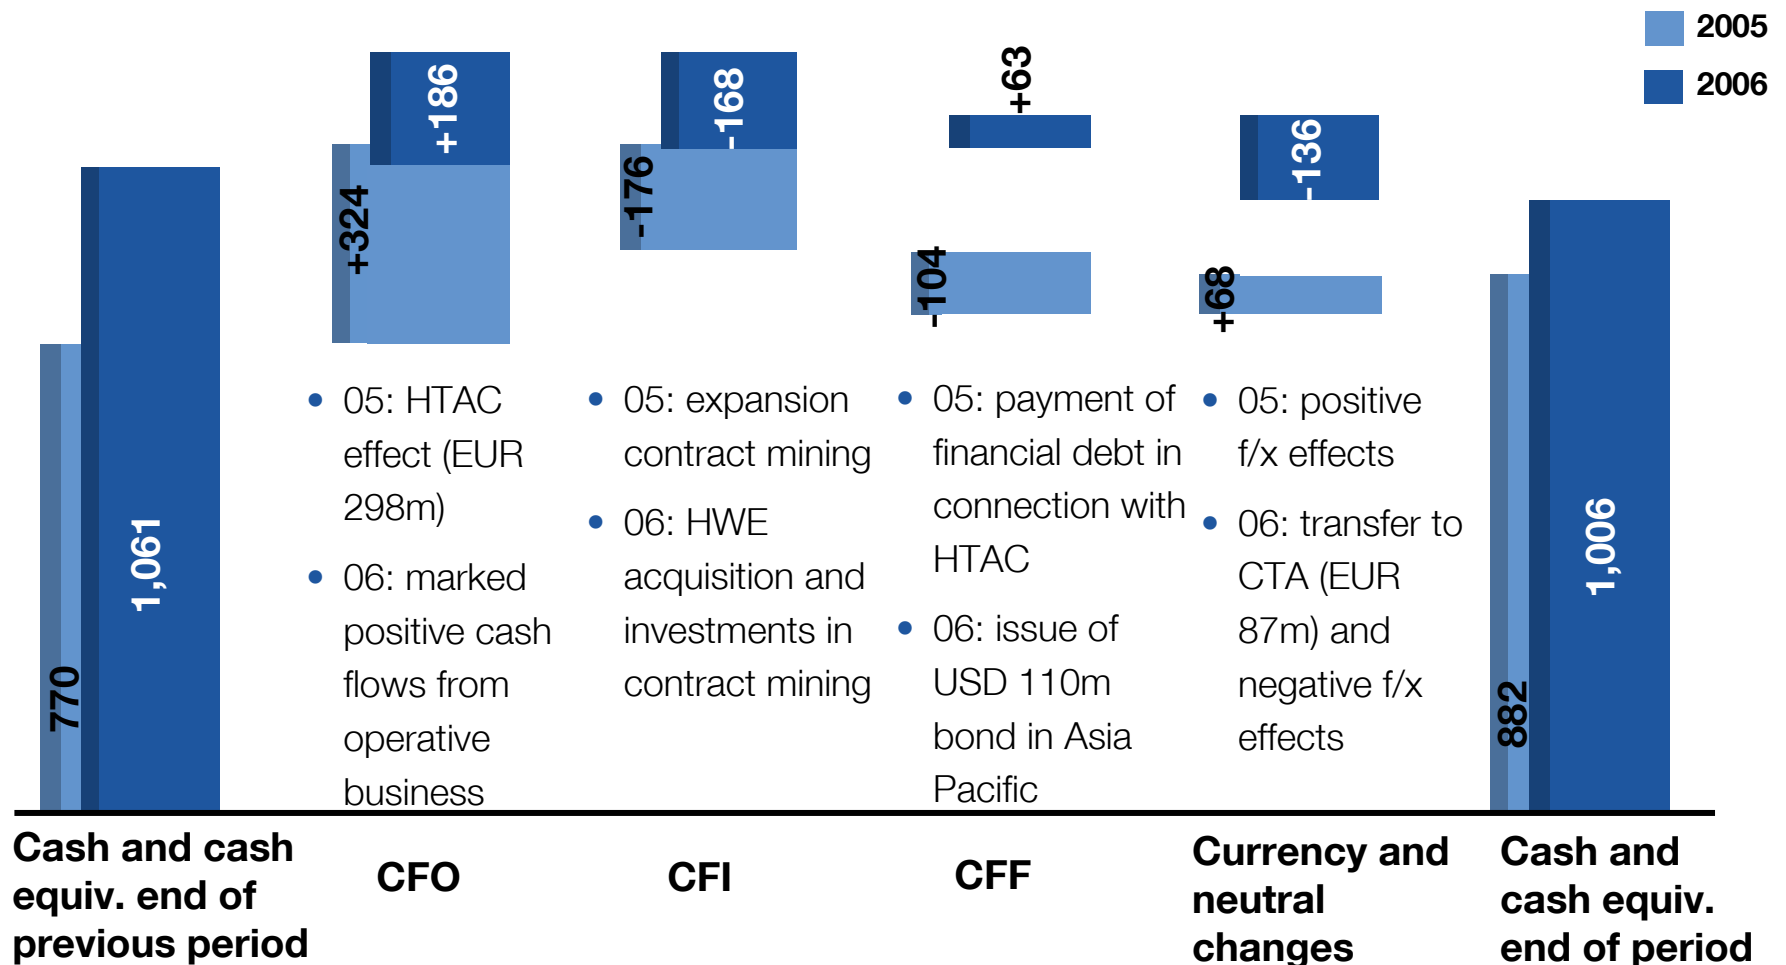 2005
2006
+186
-168
+63
-136
+324
-176
-104
+68
1,061
770
1,006
882
• 05: HTAC
effect (EUR
298m)
• 06: marked
positive cash
flows from
operative
business
• 05: expansion
contract mining
• 06: HWE
acquisition and
investments in
contract mining
• 05: payment of
financial debt in
connection with
HTAC
• 06: issue of
USD 110m
bond in Asia
Pacific
• 05: positive
f/x effects
• 06: transfer to
CTA (EUR
87m) and
negative f/x
effects
Cash and cash
equiv. end of
previous period
CFO
CFI
CFF
Currency and
neutral
changes
Cash and
cash equiv.
end of period